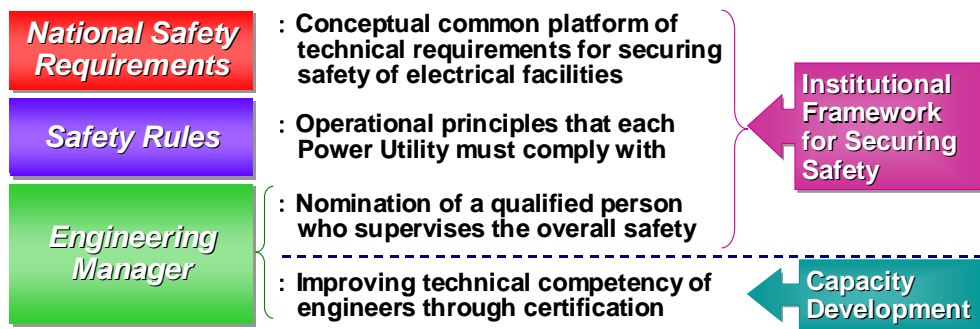 National Safety
Requirements
: Conceptual common platform of
technical requirements for securing
safety of electrical facilities
Safety Rules
: Operational principles that each
Power Utility must comply with
Institutional
Framework
for Securing
Safety
Engineering
Manager
: Nomination of a qualified person
who supervises the overall safety
: Improving technical competency of
engineers through certification
Capacity
Development